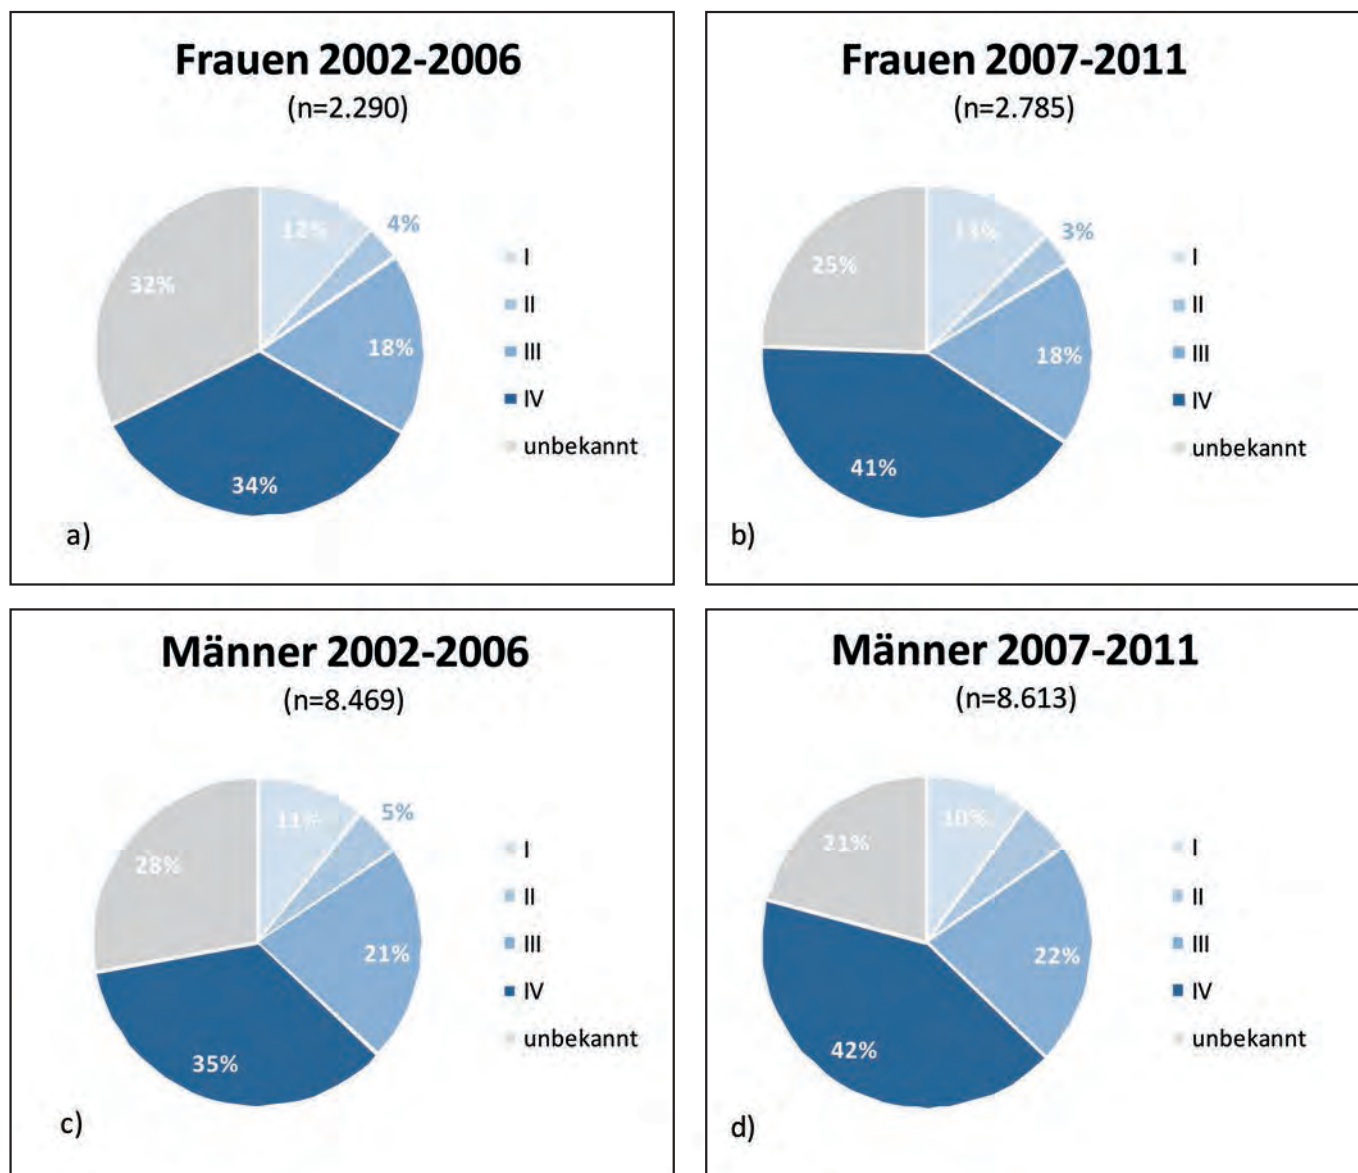 Frauen 2002-2006
(n=2.290)
12%
4%
32%
18%
34%
I
II
III
IV
unbekannt
a)
Frauen 2007-2011
(n=2.785)
13%
3%
25%
18%
41%
I
II
III
IV
unbekannt
b)
Männer 2002-2006
(n=8.469)
11%
5%
28%
21%
35%
I
II
III
IV
unbekannt
c)
Männer 2007-2011
(n=8.613)
10%
21%
22%
42%
I
II
III
IV
unbekannt
d)